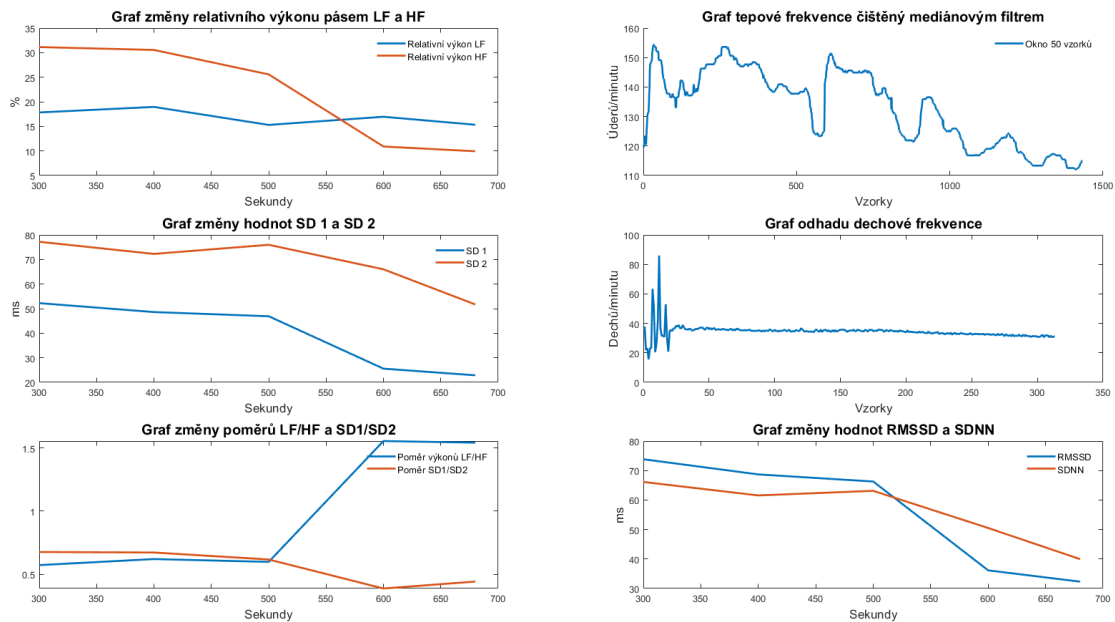 Graf změny relativního výkonu pásem LF a HF
35
30
25
20
15
10
5
%
Relativní výkon LF
Relativní výkon HF
300 350 400 450 500 550 600 650 700
Sekundy
Graf tepové frekvence čištěný mediánovým filtrem
160
150
140
130
120
110
Úderů/minutu
Okno 50 vzorků
0 500 1000 1500
Vzorky
Graf změny hodnot SD 1 a SD 2
80
70
60
50
40
30
20
ms
SD 1
SD 2
300 350 400 450 500 550 600 650 700
Sekundy
Graf odhadu dechové frekvence
100
80
60
40
20
0
Dechů/minutu
0 50 100 150 200 250 300 350
Vzorky
Graf změny poměrů LF/HF a SD1/SD2
1.5
1
0.5
Poměr výkonů LF/HF
Poměr SD1/SD2
300 350 400 450 500 550 600 650 700
Sekundy
Graf změny hodnot RMSSD a SDNN
80
70
60
50
40
30
ms
RMSSD
SDNN
300 350 400 450 500 550 600 650 700
Sekundy